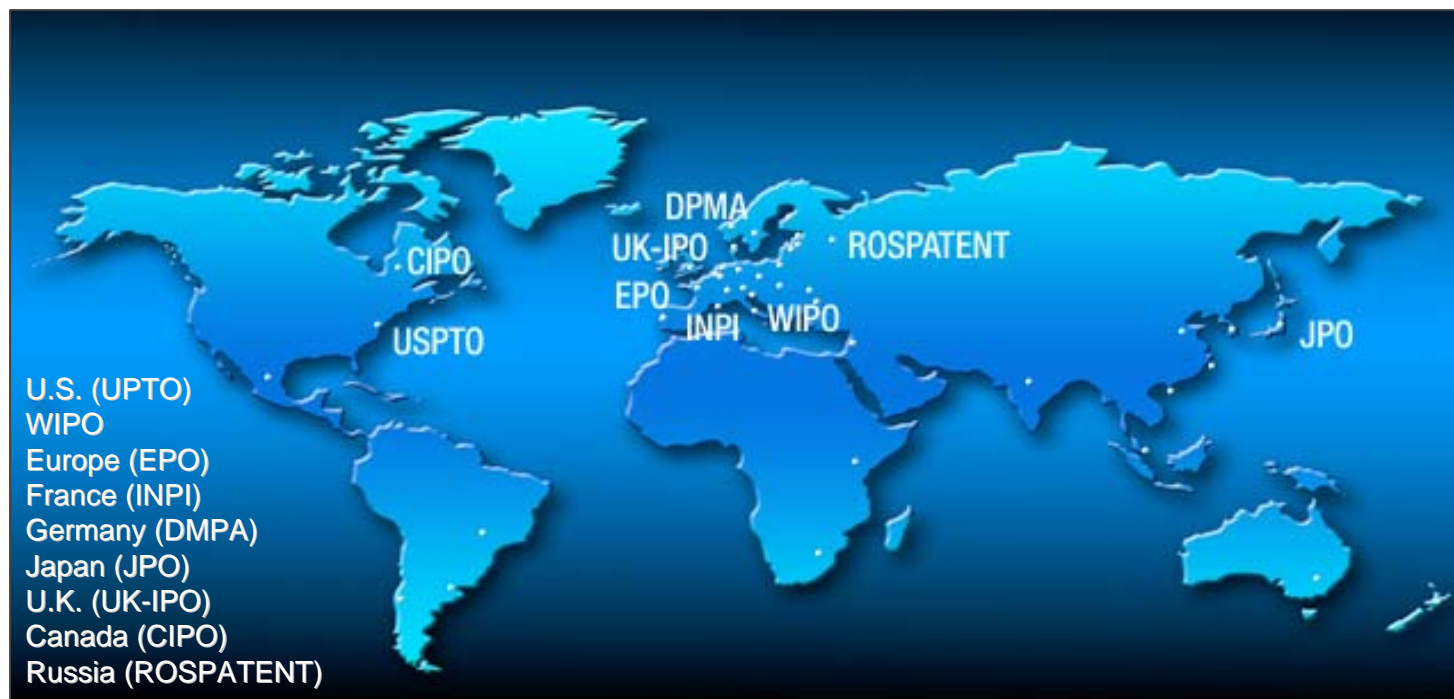 DPMA
UK-IPO
ROSPATENT
CIPO
EPO
INPI
WIPO
USPTO
JPO
U.S. (UPTO)
WIPO
Europe (EPO)
France (INPI)
Germany (DMPA)
Japan (JPO)
U.K. (UK-IPO)
Canada (CIPO)
Russia (ROSPATENT)